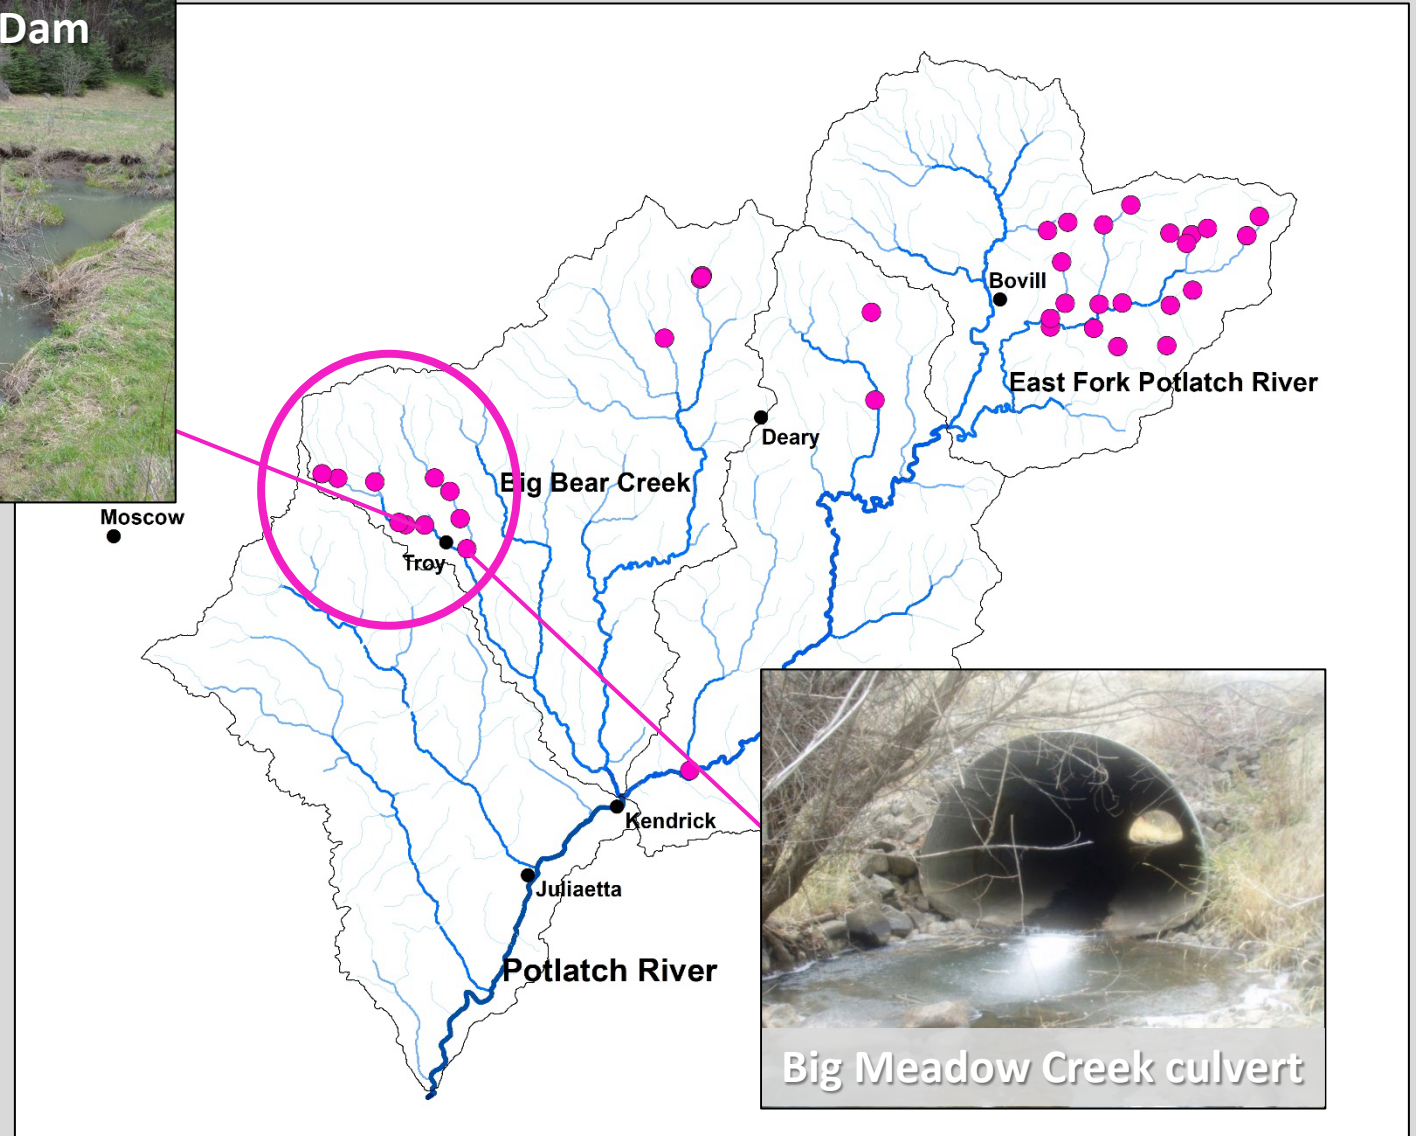 Dam
Bovill
East Fork Potlatch River
Deary
Big Bear Creek
Moscow
Troy
Kendrick
Juliaetta
Potlatch River
Big Meadow Creek culvert